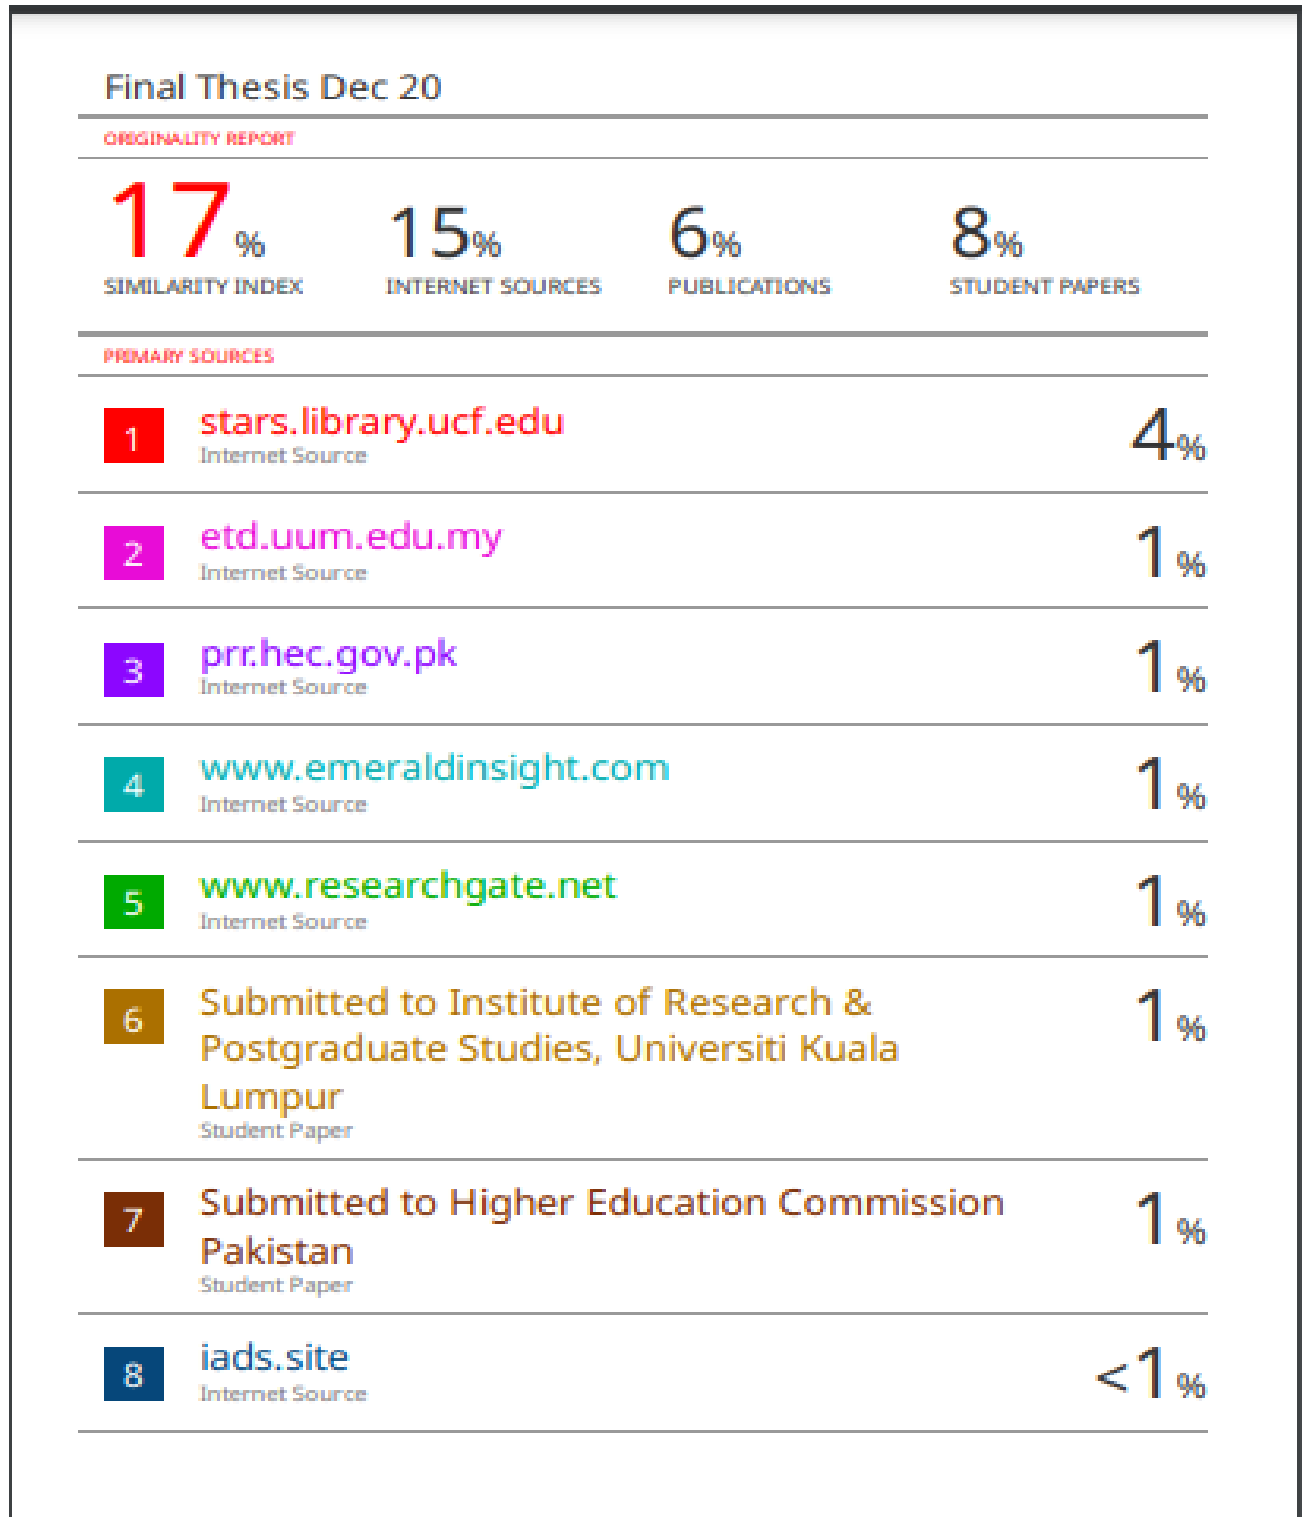 Final Thesis Dec 20
ORIGINALITY REPORT
17% 15% 6% 8%
SIMILARITY INDEX INTERNET SOURCES PUBLICATIONS STUDENT PAPERS
PRIMARY SOURCES
1 stars.library.ucf.edu 4%
Internet Source
2 etd.uum.edu.my 1%
Internet Source
3 prr.hec.gov.pk 1%
Internet Source
4 www.emeraldinsight.com 1%
Internet Source
5 www.researchgate.net 1%
Internet Source
6 Submitted to Institute of Research & 1%
Postgraduate Studies, Universiti Kuala
Lumpur
Student Paper
7 Submitted to Higher Education Commission 1%
Pakistan
Student Paper
8 iads.site <1%
Internet Source